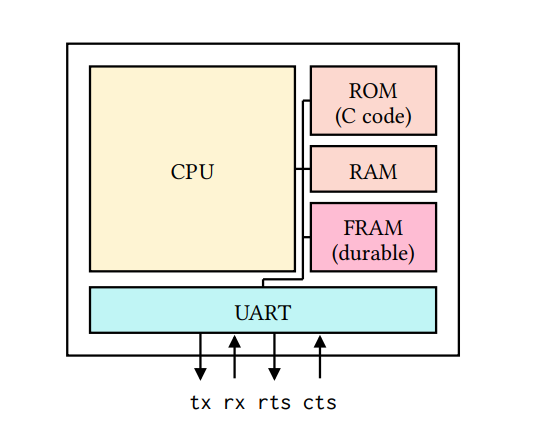 CPU
ROM
(C code)
RAM
FRAM
(durable)
UART
tx rx rts cts